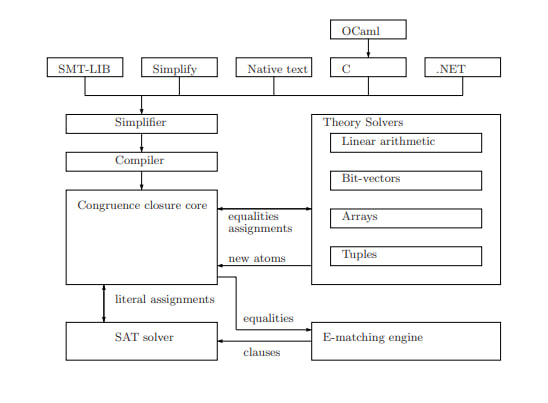 OCaml
SMT-LIB
Simplify
Native text
C
.NET
Simplifier
Theory Solvers
Linear arithmetic
Compiler
Bit-vectors
Congruence closure core
equalities
assignments
Arrays
new atoms
Tuples
literal assignments
equalities
SAT solver
E-matching engine
clauses